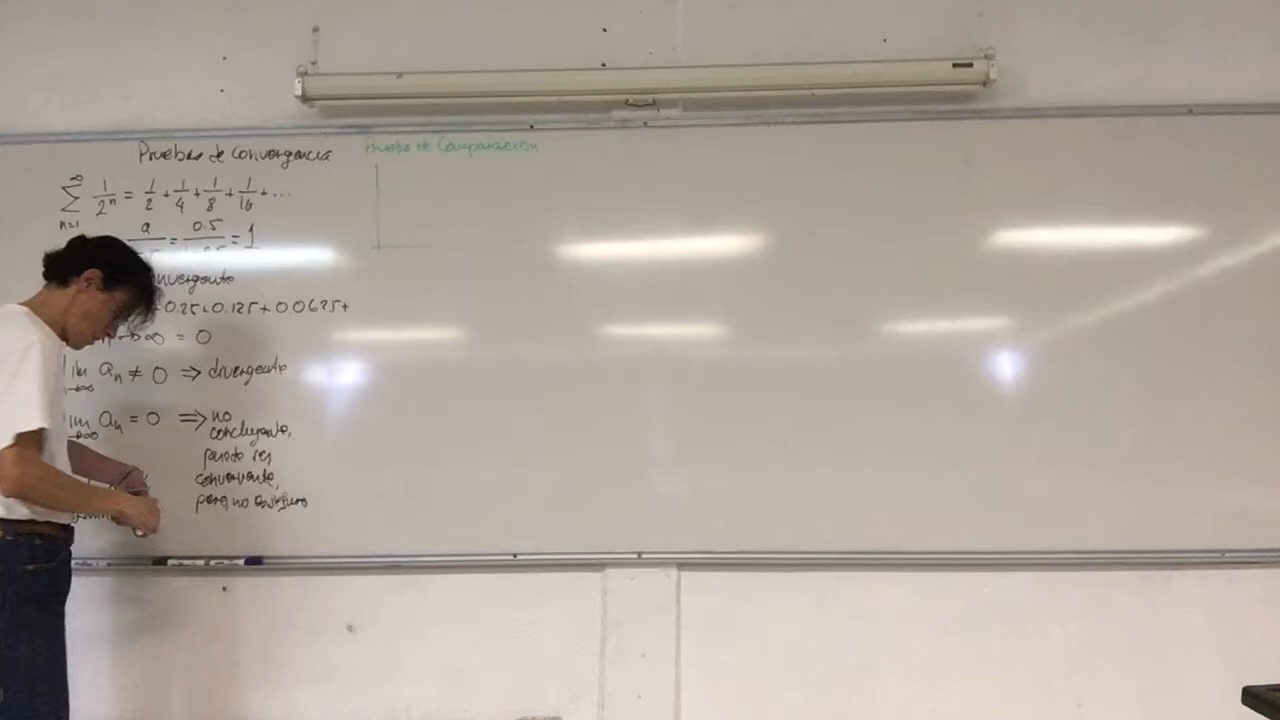 Pruebas de convergencia
Prueba de Comparación
∞
∑ 1/2ⁿ = 1/2 + 1/4 + 1/8 + 1/16 + ...
n=1
a = 0.5 = 1
convergente
+0.25+0.125+0.0625+
→∞ = 0
lim aₙ ≠ 0 ⇒ divergente
→∞
lim aₙ = 0 ⇒ no
→∞
concluyente,
puede ser
pero no es seguro